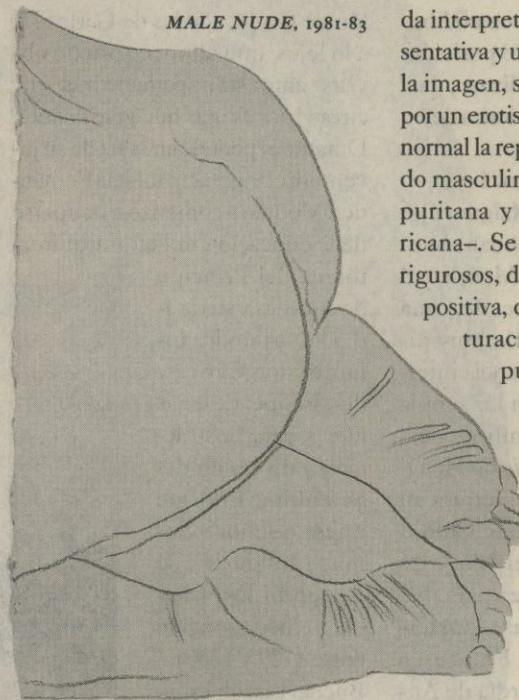 MALE NUDE, 1981-83
da interpret
sentativa y u
la imagen, s
por un erotis
normal la rep
do masculin
puritana y
ricana–. Se
rigurosos, d
positiva, c
turaci
pu